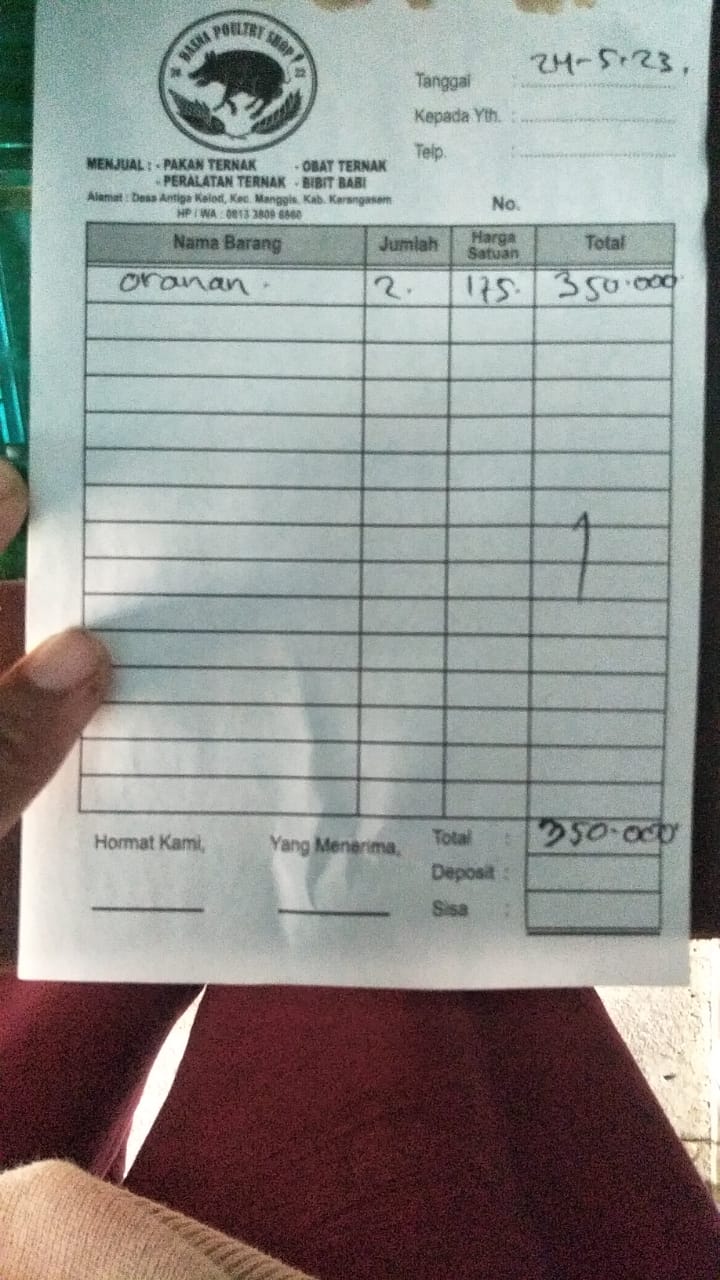 POULTRY SHOP
20 22
24-5-23.
Tanggal :
Kepada Yth. :
Telp. :
MENJUAL : - PAKAN TERNAK - OBAT TERNAK
- PERALATAN TERNAK - BIBIT BABI
Alamat : Desa Antiga Kelod, Kec. Manggis, Kab. Karangasem
HP / WA : 0813 3809 6860
No.
Nama Barang Jumlah Harga Satuan Total
oranan . 2. 175. 350.000
350.000
Hormat Kami, Yang Menerima, Total :
Deposit :
Sisa :